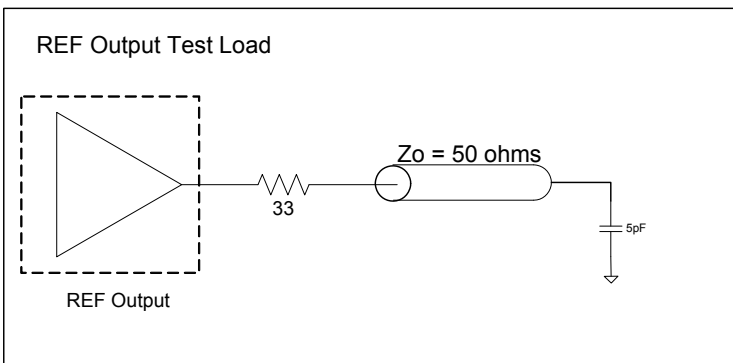 REF Output Test Load
Zo = 50 ohms
33
5pF
REF Output